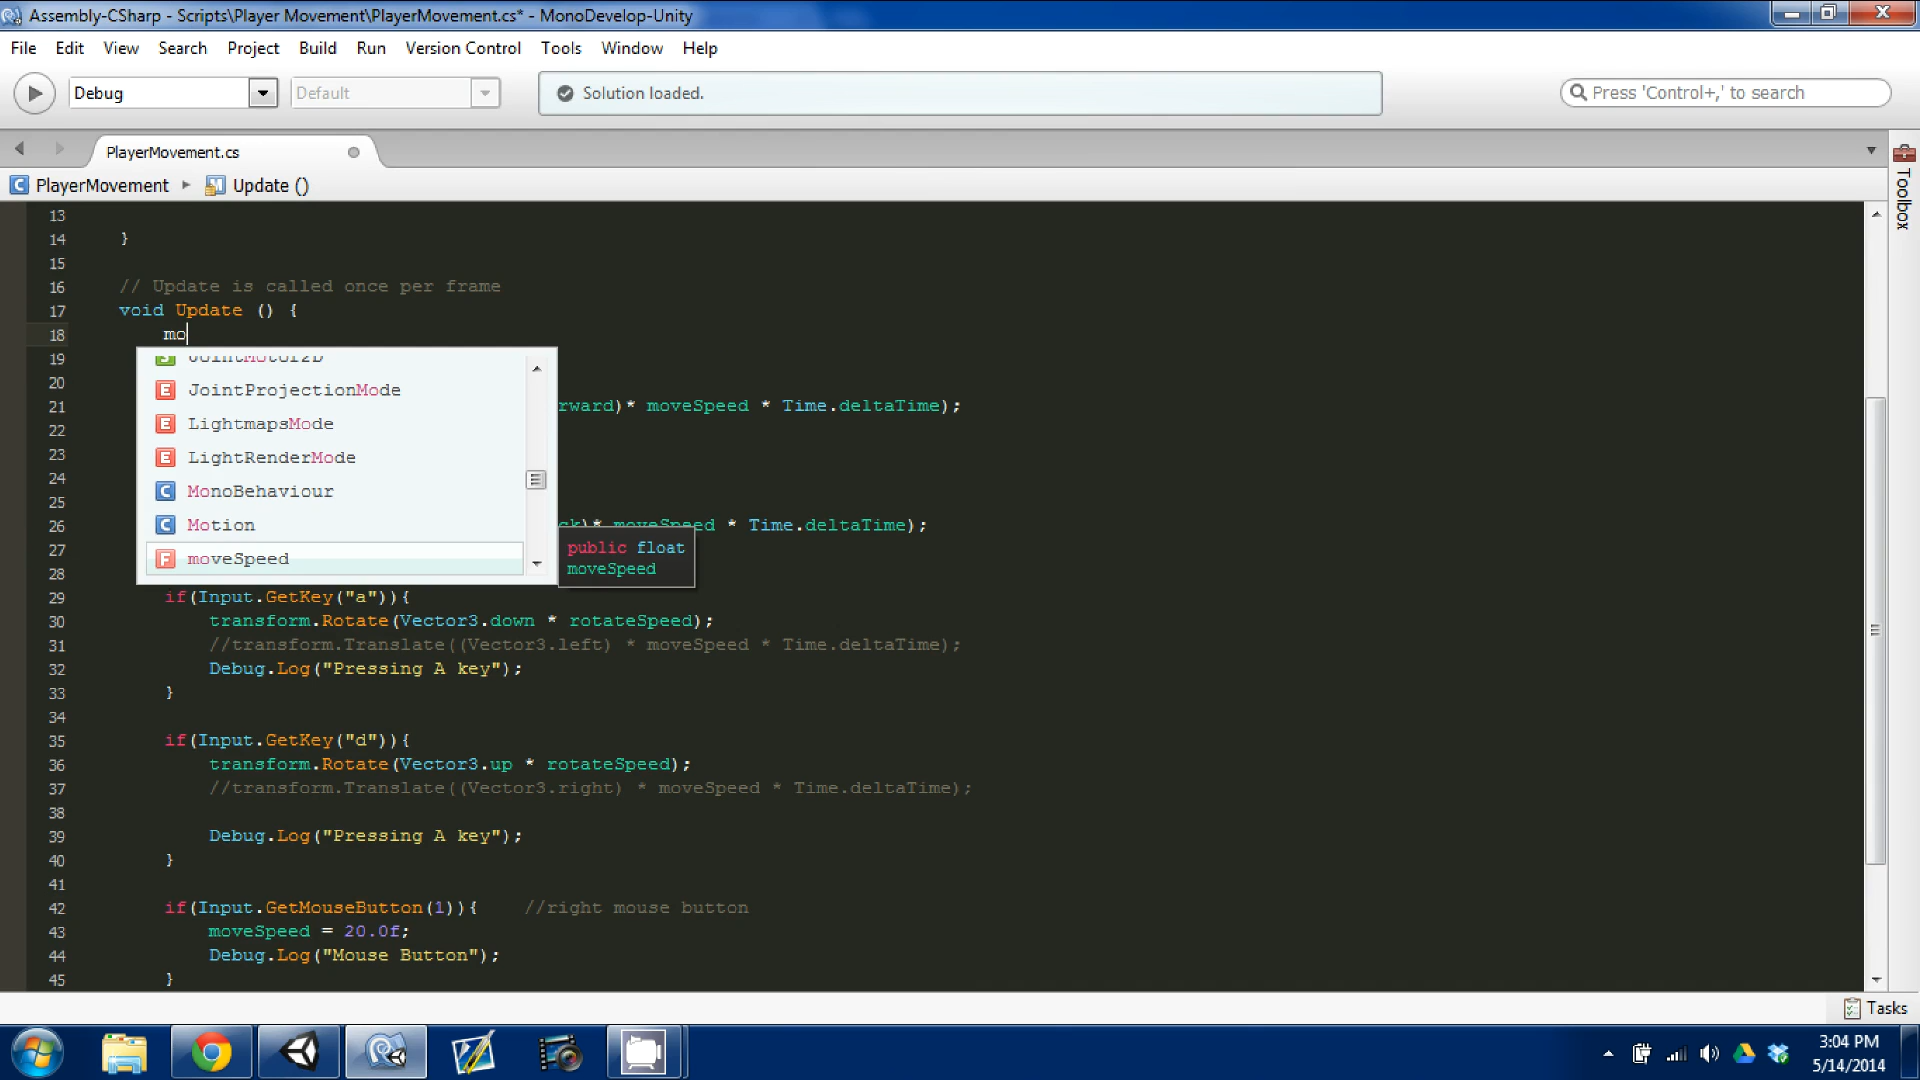 Assembly-CSharp - Scripts\Player Movement\PlayerMovement.cs* - MonoDevelop-Unity
File Edit View Search Project Build Run Version Control Tools Window Help
Debug Default Solution loaded. Press 'Control+,' to search
PlayerMovement.cs
PlayerMovement Update ()
Toolbox
13
14 }
15
16 // Update is called once per frame
17 void Update () {
18 mo
19
20
21 rward)* moveSpeed * Time.deltaTime);
22
23
24
25
26 ck)* moveSpeed * Time.deltaTime);
27
28
JointMotor2D
JointProjectionMode
LightmapsMode
LightRenderMode
MonoBehaviour
Motion
moveSpeed
public float
moveSpeed
29 if(Input.GetKey("a")){
30 transform.Rotate(Vector3.down * rotateSpeed);
31 //transform.Translate((Vector3.left) * moveSpeed * Time.deltaTime);
32 Debug.Log("Pressing A key");
33 }
34
35 if(Input.GetKey("d")){
36 transform.Rotate(Vector3.up * rotateSpeed);
37 //transform.Translate((Vector3.right) * moveSpeed * Time.deltaTime);
38
39 Debug.Log("Pressing A key");
40 }
41
42 if(Input.GetMouseButton(1)){ //right mouse button
43 moveSpeed = 20.0f;
44 Debug.Log("Mouse Button");
45 }
Tasks
3:04 PM
5/14/2014